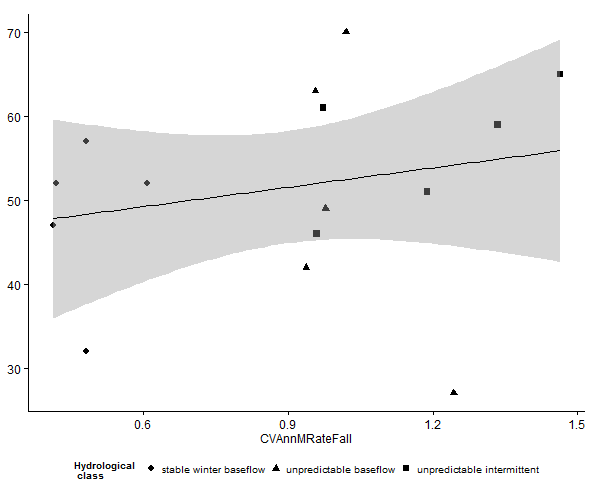 70
60
50
40
30
0.6 0.9 1.2 1.5
CVAnnMRateFall
Hydrological
class
stable winter baseflow unpredictable baseflow unpredictable intermittent